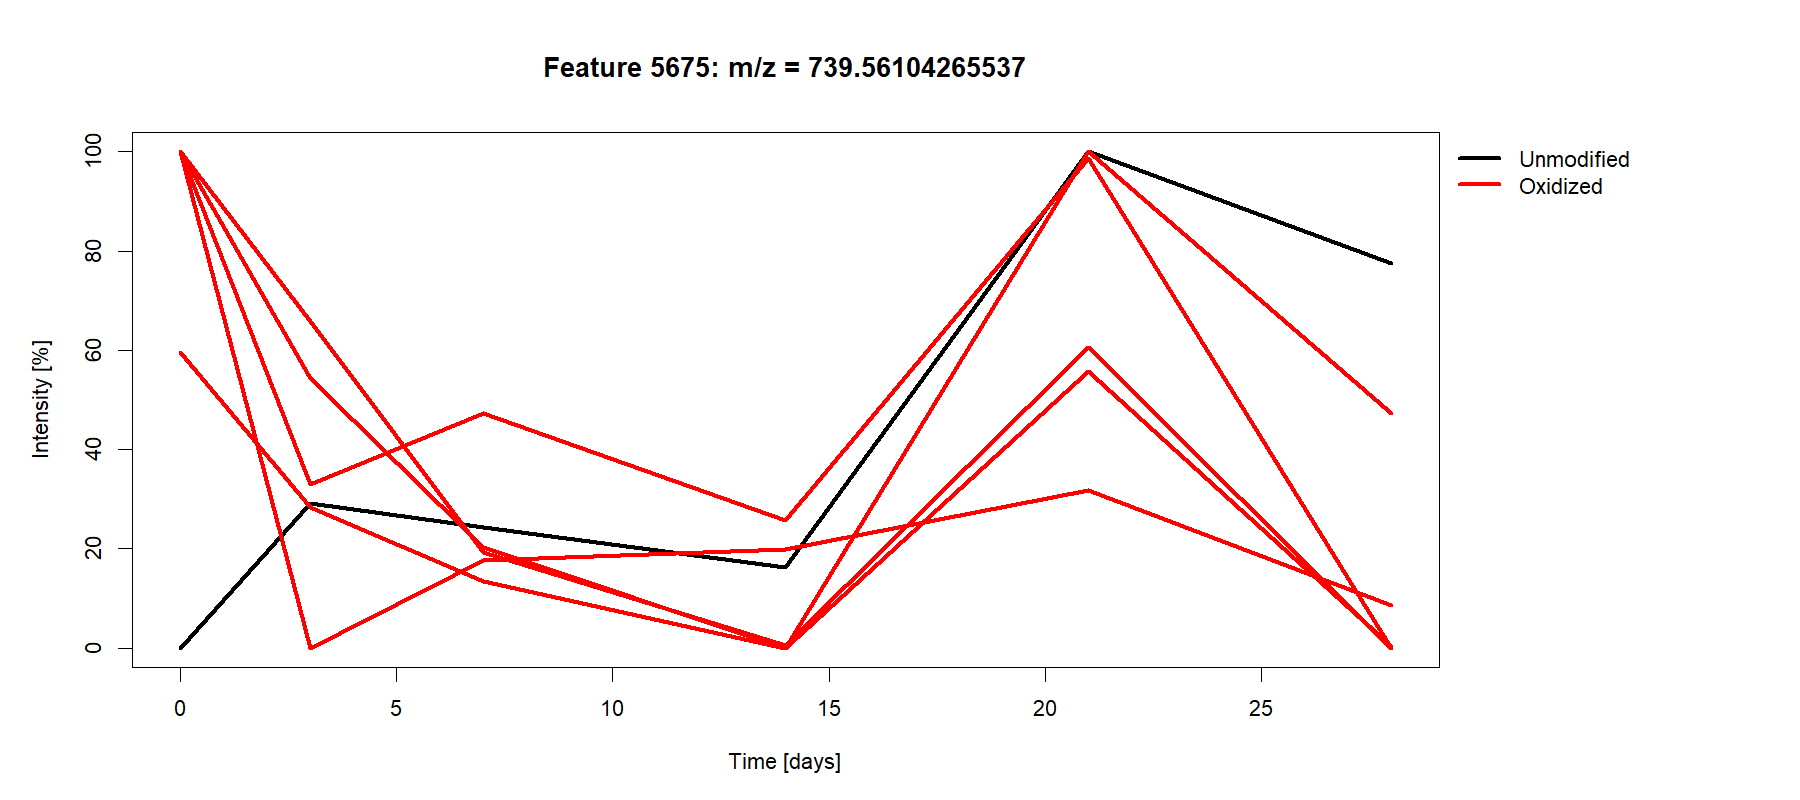 Feature 5675: m/z = 739.56104265537
Unmodified
Oxidized
Intensity [%]
100
80
60
40
20
0
0 5 10 15 20 25
Time [days]